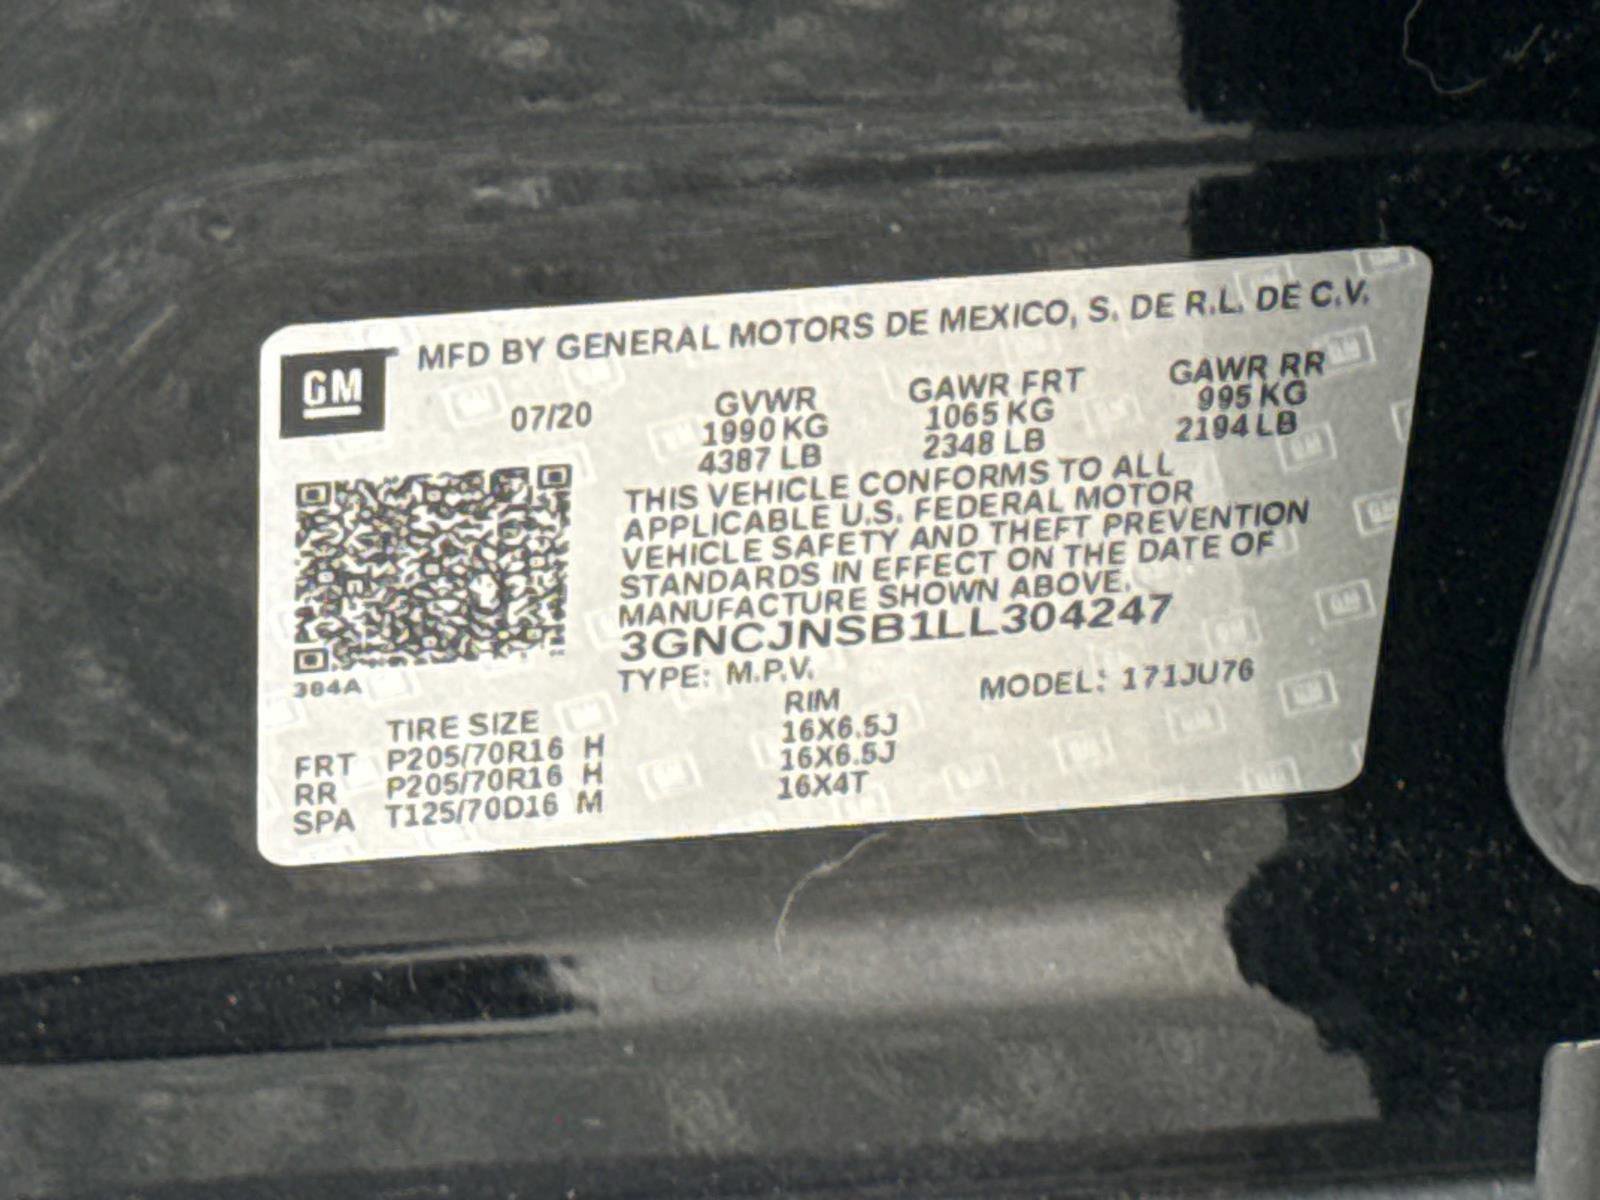 MFD BY GENERAL MOTORS DE MEXICO, S. DE R.L. DE C.V.
GM
07/20 GVWR GAWR FRT GAWR RR
1990 KG 1065 KG 995 KG
4387 LB 2348 LB 2194 LB
THIS VEHICLE CONFORMS TO ALL
APPLICABLE U.S. FEDERAL MOTOR
VEHICLE SAFETY AND THEFT PREVENTION
STANDARDS IN EFFECT ON THE DATE OF
MANUFACTURE SHOWN ABOVE.
3GNCJNSB1LL304247
384A
TYPE: M.P.V. MODEL: 171JU76
TIRE SIZE RIM
FRT P205/70R16 H 16X6.5J
RR P205/70R16 H 16X6.5J
SPA T125/70D16 M 16X4T